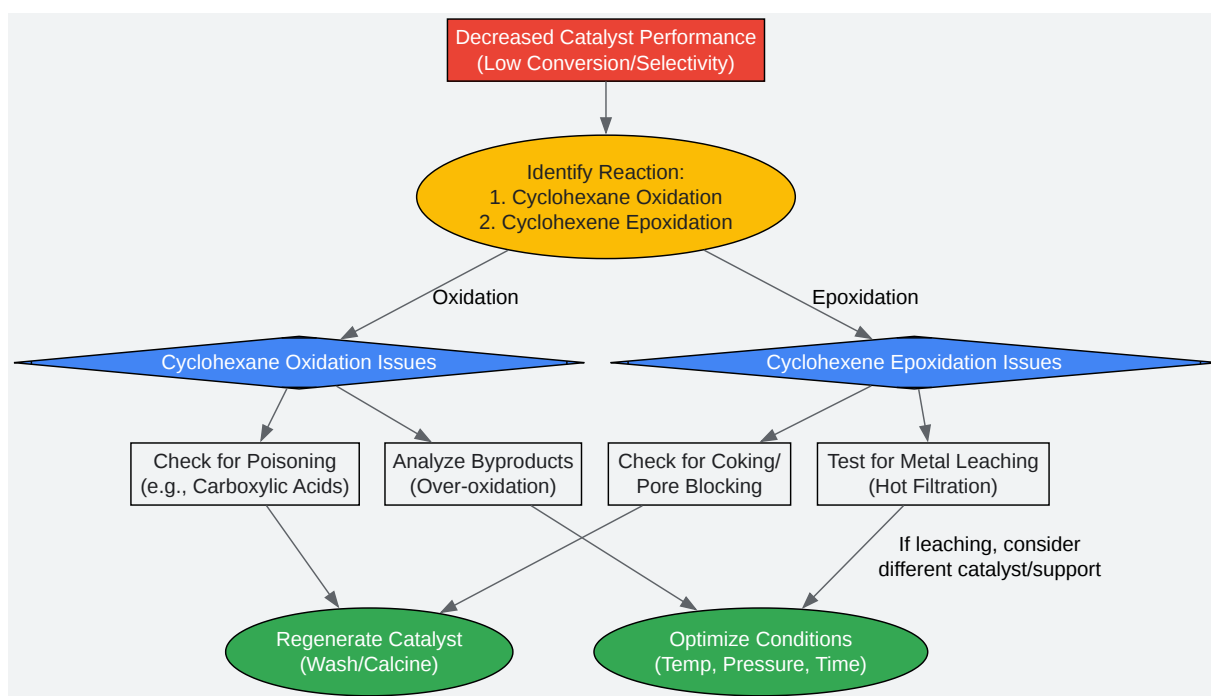 Decreased Catalyst Performance
(Low Conversion/Selectivity)
Identify Reaction:
1. Cyclohexane Oxidation
2. Cyclohexene Epoxidation
Oxidation
Epoxidation
Cyclohexane Oxidation Issues
Cyclohexene Epoxidation Issues
Check for Poisoning
(e.g., Carboxylic Acids)
Analyze Byproducts
(Over-oxidation)
Check for Coking/
Pore Blocking
Test for Metal Leaching
(Hot Filtration)
If leaching, consider
different catalyst/support
Regenerate Catalyst
(Wash/Calcine)
Optimize Conditions
(Temp, Pressure, Time)